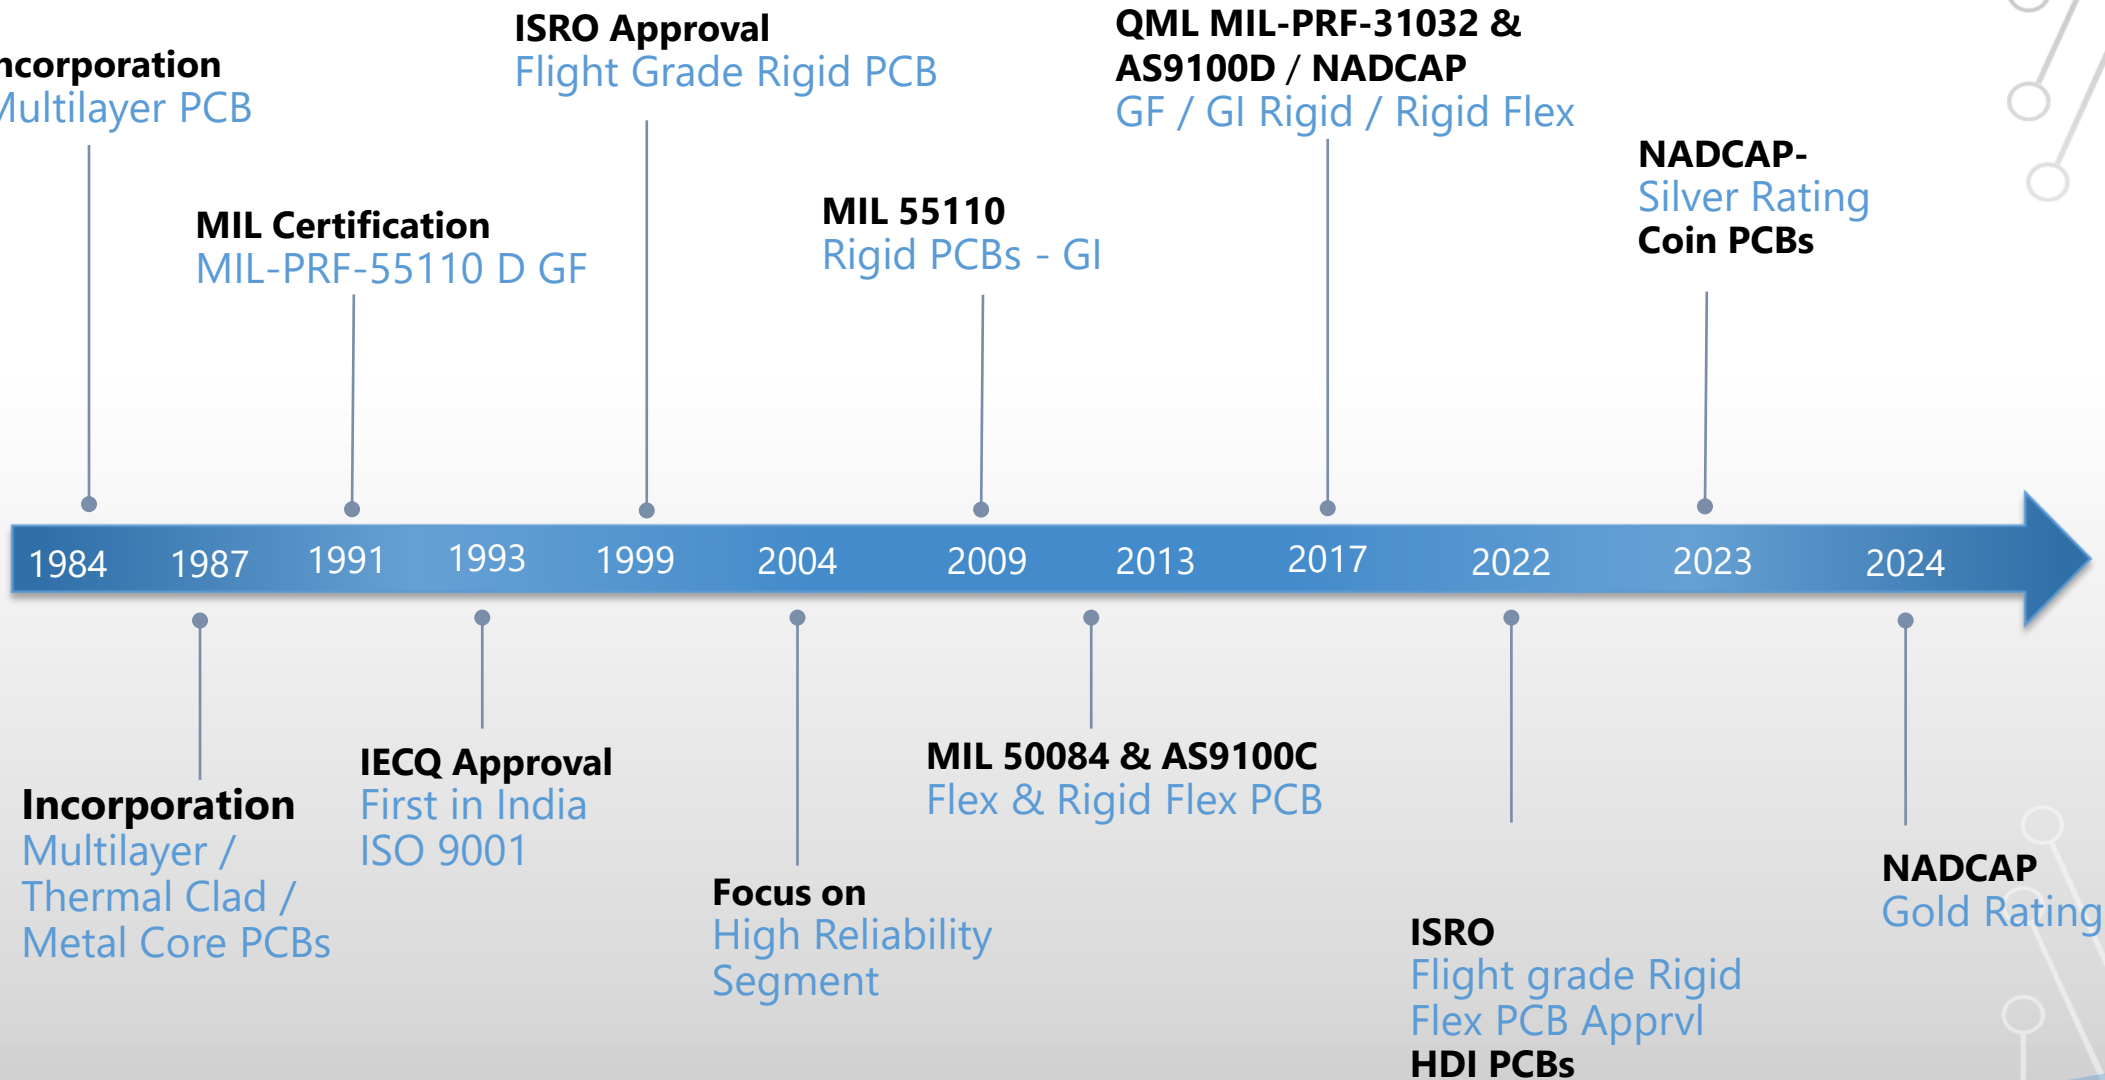 ncorporation
Multilayer PCB
ISRO Approval
Flight Grade Rigid PCB
QML MIL-PRF-31032 &
AS9100D / NADCAP
GF / GI Rigid / Rigid Flex
NADCAP-
Silver Rating
Coin PCBs
MIL Certification
MIL-PRF-55110 D GF
MIL 55110
Rigid PCBs - GI
1984 1987 1991 1993 1999 2004 2009 2013 2017 2022 2023 2024
Incorporation
Multilayer /
Thermal Clad /
Metal Core PCBs
IECQ Approval
First in India
ISO 9001
Focus on
High Reliability
Segment
MIL 50084 & AS9100C
Flex & Rigid Flex PCB
ISRO
Flight grade Rigid
Flex PCB Apprvl
HDI PCBs
NADCAP
Gold Rating